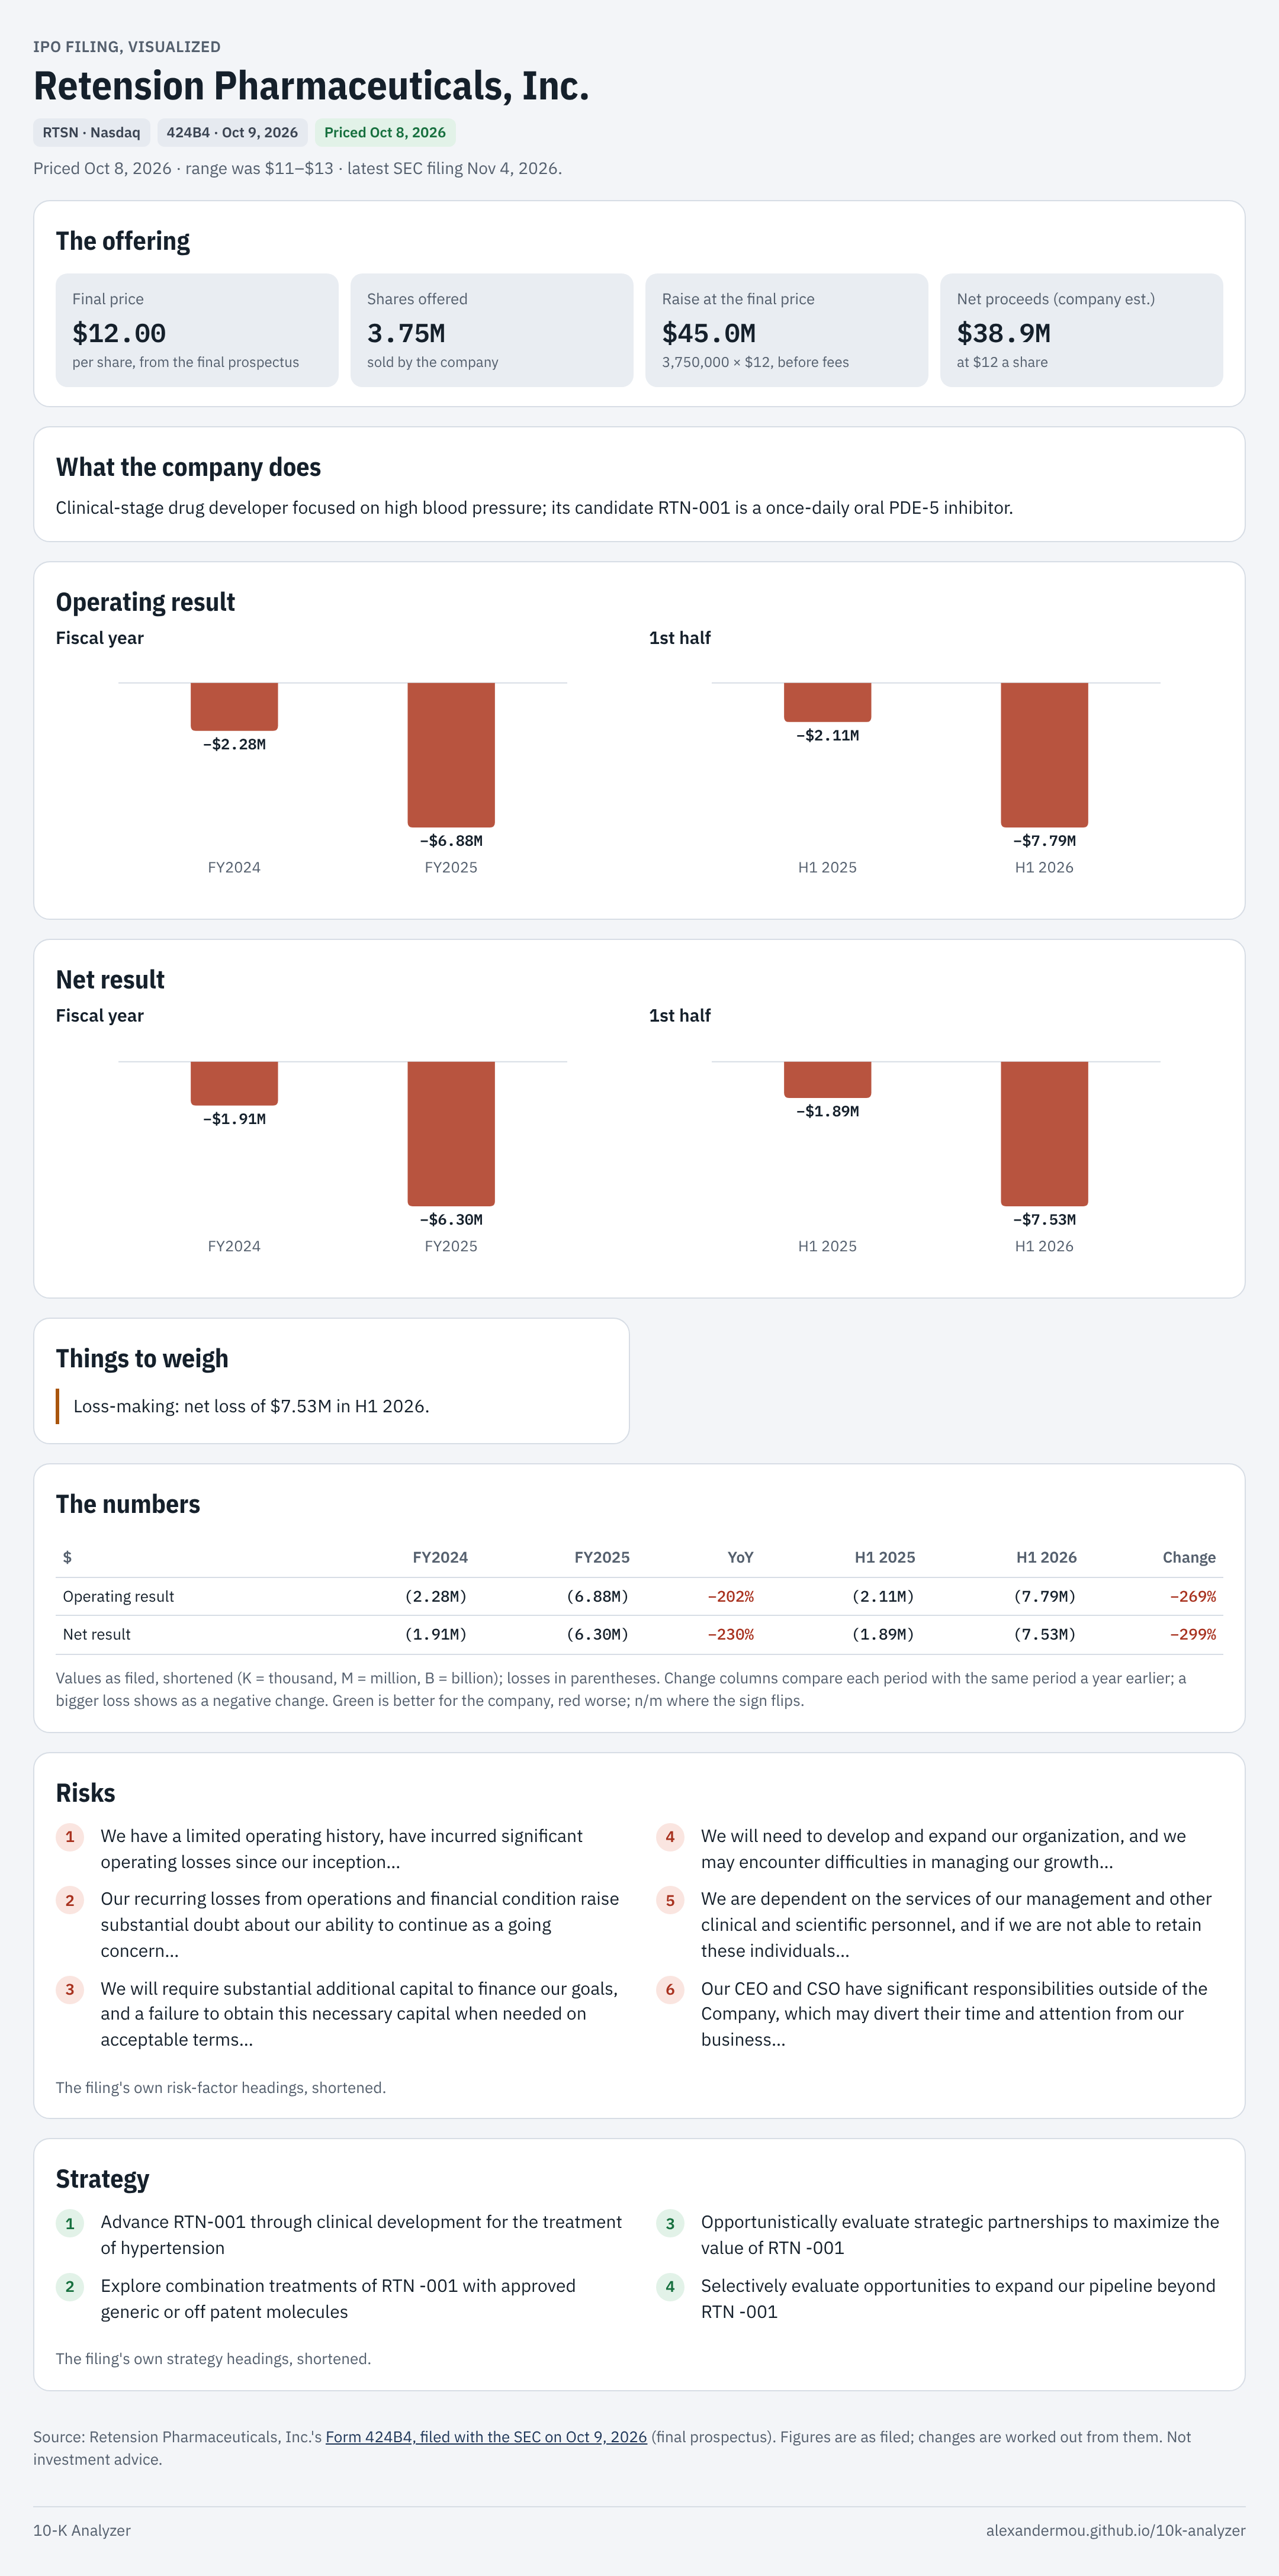 IPO FILING, VISUALIZED
Retension Pharmaceuticals, Inc.
RTSN · Nasdaq
424B4 · Oct 9, 2026
Priced Oct 8, 2026
Priced Oct 8, 2026 · range was $11–$13 · latest SEC filing Nov 4, 2026.
The offering
Final price
$12.00
per share, from the final prospectus
Shares offered
3.75M
sold by the company
Raise at the final price
$45.0M
3,750,000 × $12, before fees
Net proceeds (company est.)
$38.9M
at $12 a share
What the company does
Clinical-stage drug developer focused on high blood pressure; its candidate RTN-001 is a once-daily oral PDE-5 inhibitor.
Operating result
Fiscal year
−$2.28M
−$6.88M
FY2024
FY2025
1st half
−$2.11M
−$7.79M
H1 2025
H1 2026
Net result
Fiscal year
−$1.91M
−$6.30M
FY2024
FY2025
1st half
−$1.89M
−$7.53M
H1 2025
H1 2026
Things to weigh
Loss-making: net loss of $7.53M in H1 2026.
The numbers
$ FY2024 FY2025 YoY H1 2025 H1 2026 Change
Operating result (2.28M) (6.88M) −202% (2.11M) (7.79M) −269%
Net result (1.91M) (6.30M) −230% (1.89M) (7.53M) −299%
Values as filed, shortened (K = thousand, M = million, B = billion); losses in parentheses. Change columns compare each period with the same period a year earlier; a
bigger loss shows as a negative change. Green is better for the company, red worse; n/m where the sign flips.
Risks
1 We have a limited operating history, have incurred significant
operating losses since our inception…
2 Our recurring losses from operations and financial condition raise
substantial doubt about our ability to continue as a going
concern…
3 We will require substantial additional capital to finance our goals,
and a failure to obtain this necessary capital when needed on
acceptable terms…
4 We will need to develop and expand our organization, and we
may encounter difficulties in managing our growth…
5 We are dependent on the services of our management and other
clinical and scientific personnel, and if we are not able to retain
these individuals…
6 Our CEO and CSO have significant responsibilities outside of the
Company, which may divert their time and attention from our
business…
The filing's own risk-factor headings, shortened.
Strategy
1 Advance RTN-001 through clinical development for the treatment
of hypertension
2 Explore combination treatments of RTN -001 with approved
generic or off patent molecules
3 Opportunistically evaluate strategic partnerships to maximize the
value of RTN -001
4 Selectively evaluate opportunities to expand our pipeline beyond
RTN -001
The filing's own strategy headings, shortened.
Source: Retension Pharmaceuticals, Inc.'s Form 424B4, filed with the SEC on Oct 9, 2026 (final prospectus). Figures are as filed; changes are worked out from them. Not
investment advice.
10-K Analyzer
alexandermou.github.io/10k-analyzer